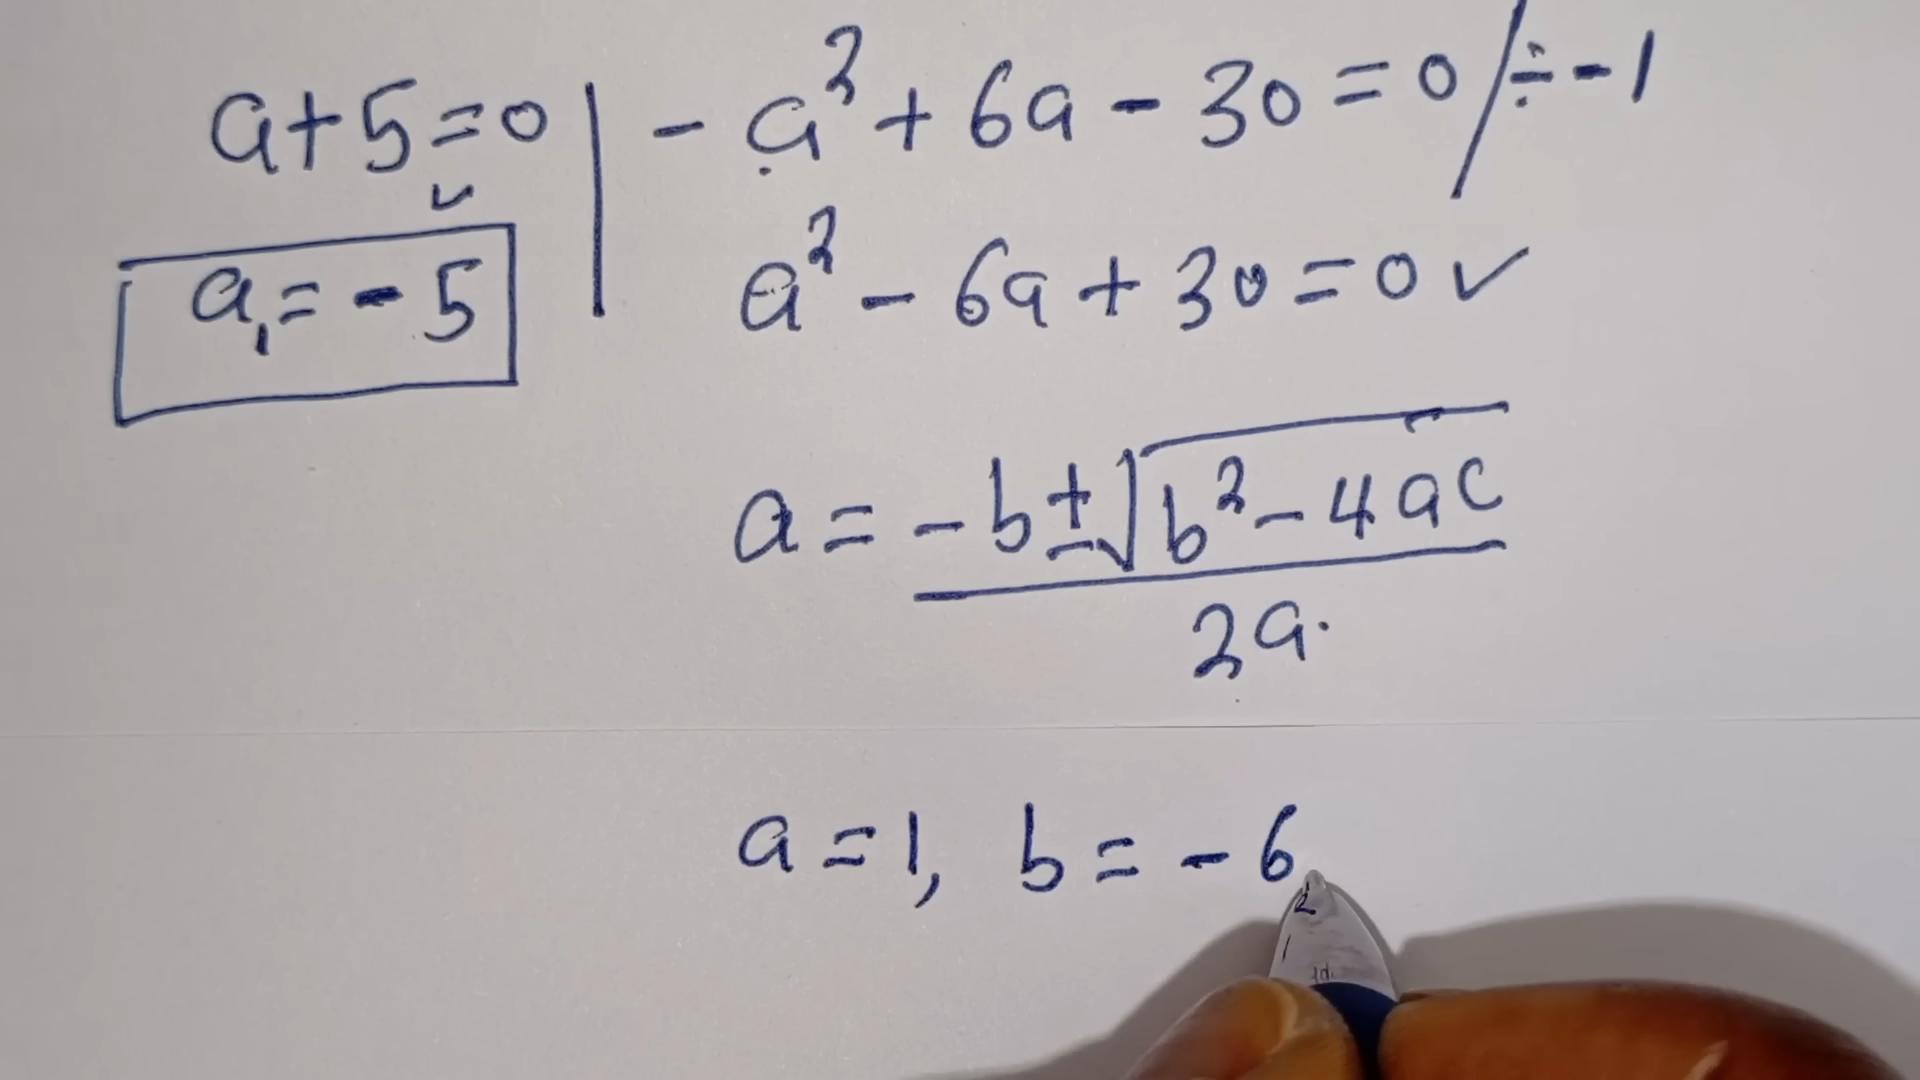 a+5=0 | -a²+6a-30=0 / ÷-1
a₁=-5
a²-6a+30=0 ✓
a = -b±√b²-4ac
2a.
a=1, b=-6